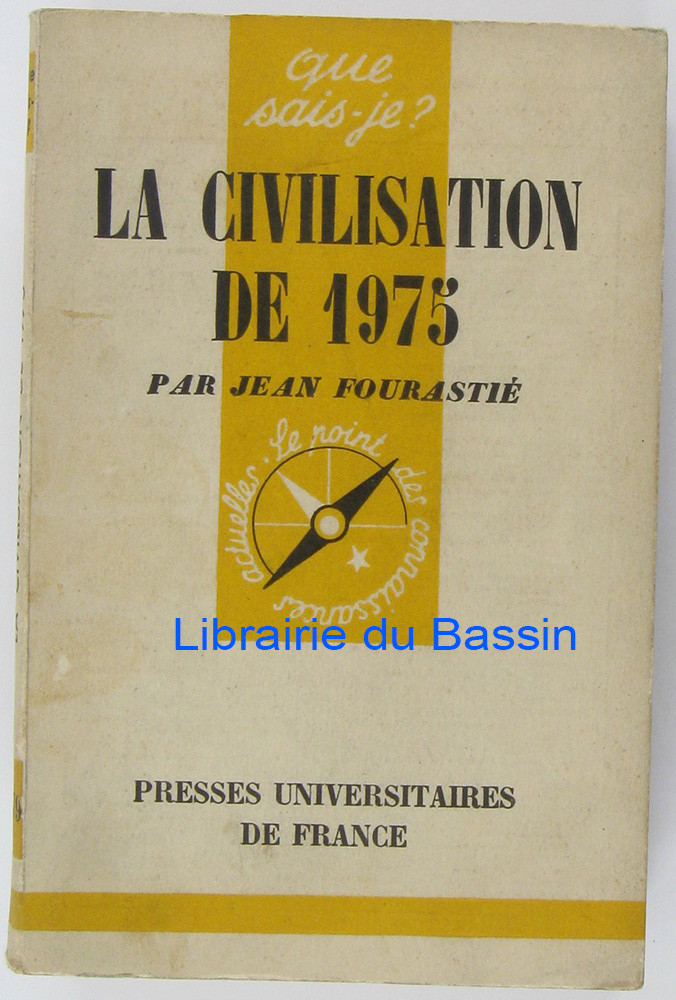 que
sais-je?
LA CIVILISATION
DE 1975
PAR JEAN FOURASTIÉ
Le point des connaissances actuelles.
Librairie du Bassin
PRESSES UNIVERSITAIRES
DE FRANCE